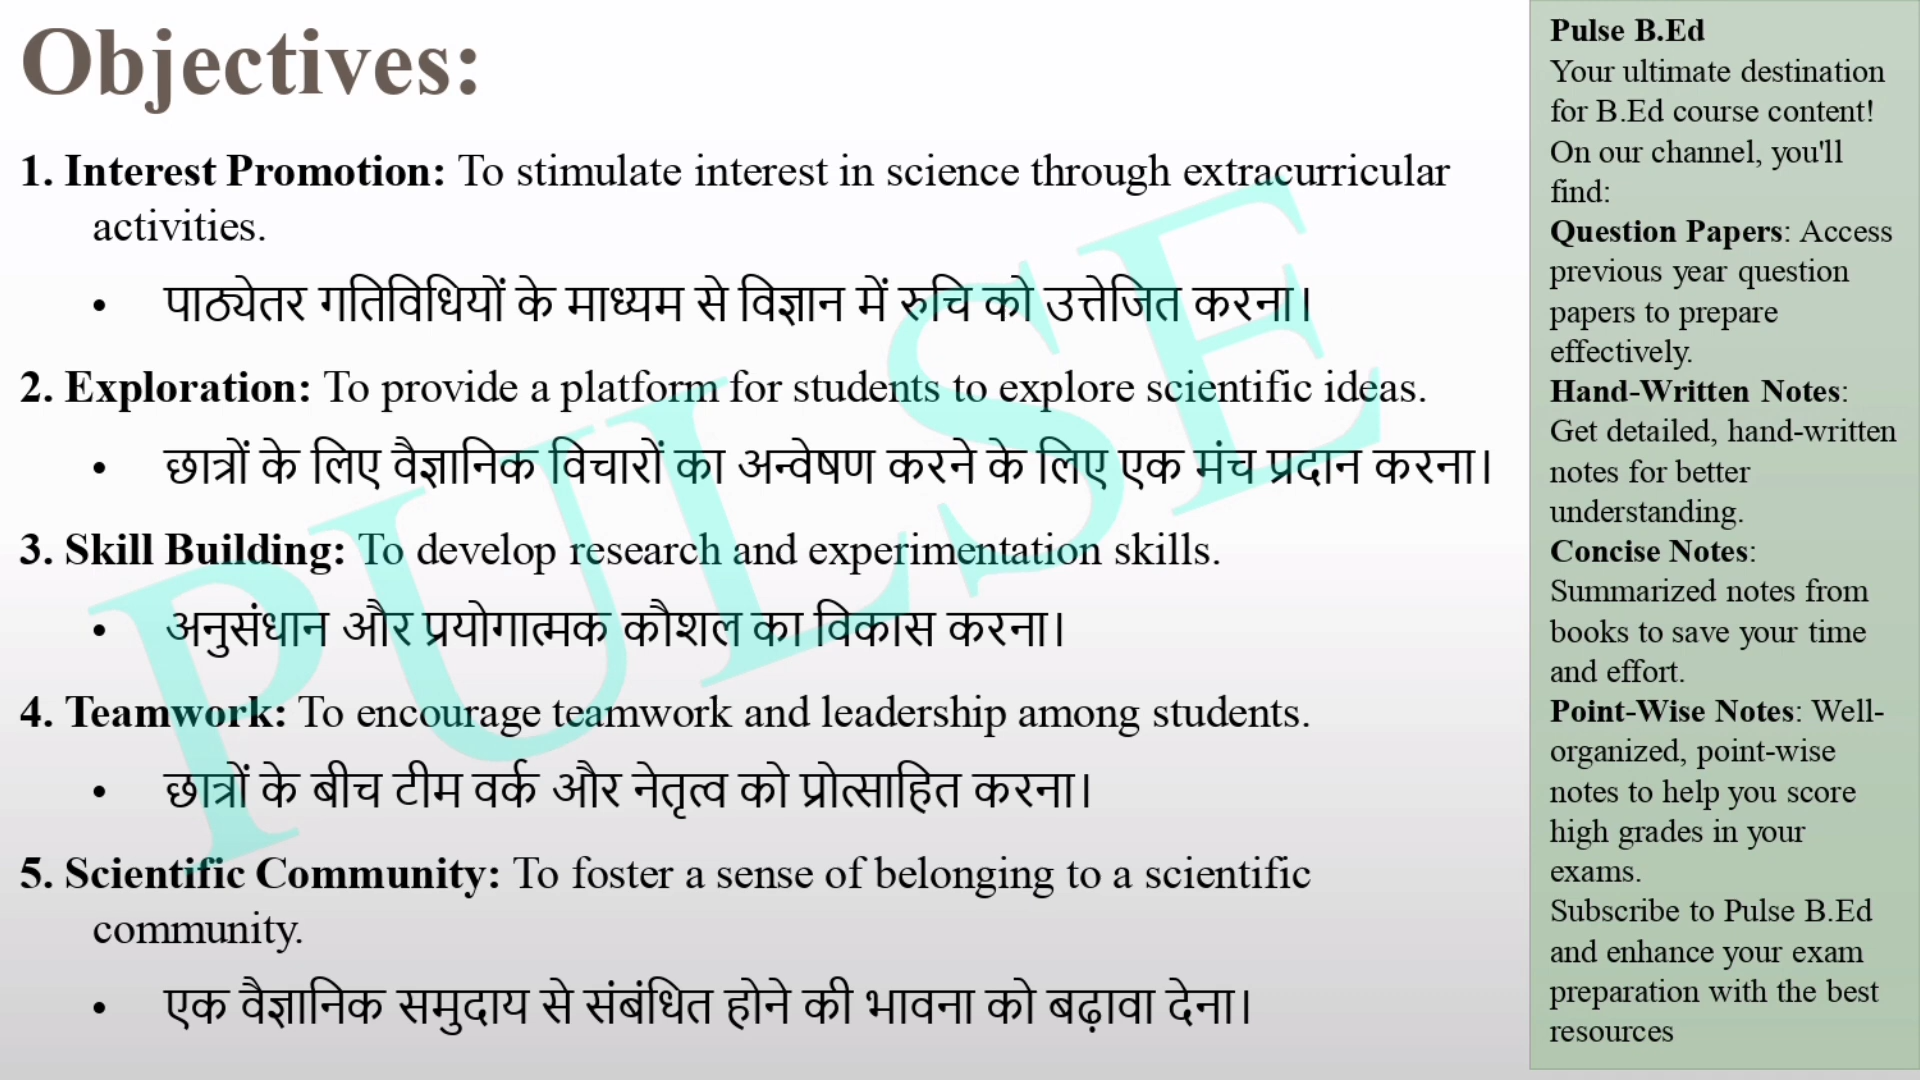 Objectives:
1. Interest Promotion: To stimulate interest in science through extracurricular
activities.
• पाठ्येतर गतिविधियों के माध्यम से विज्ञान में रुचि को उत्तेजित करना।
2. Exploration: To provide a platform for students to explore scientific ideas.
• छात्रों के लिए वैज्ञानिक विचारों का अन्वेषण करने के लिए एक मंच प्रदान करना।
3. Skill Building: To develop research and experimentation skills.
• अनुसंधान और प्रयोगात्मक कौशल का विकास करना।
4. Teamwork: To encourage teamwork and leadership among students.
• छात्रों के बीच टीम वर्क और नेतृत्व को प्रोत्साहित करना।
5. Scientific Community: To foster a sense of belonging to a scientific
community.
• एक वैज्ञानिक समुदाय से संबंधित होने की भावना को बढ़ावा देना।
PULSE
Pulse B.Ed
Your ultimate destination
for B.Ed course content!
On our channel, you'll
find:
Question Papers: Access
previous year question
papers to prepare
effectively.
Hand-Written Notes:
Get detailed, hand-written
notes for better
understanding.
Concise Notes:
Summarized notes from
books to save your time
and effort.
Point-Wise Notes: Well-
organized, point-wise
notes to help you score
high grades in your
exams.
Subscribe to Pulse B.Ed
and enhance your exam
preparation with the best
resources